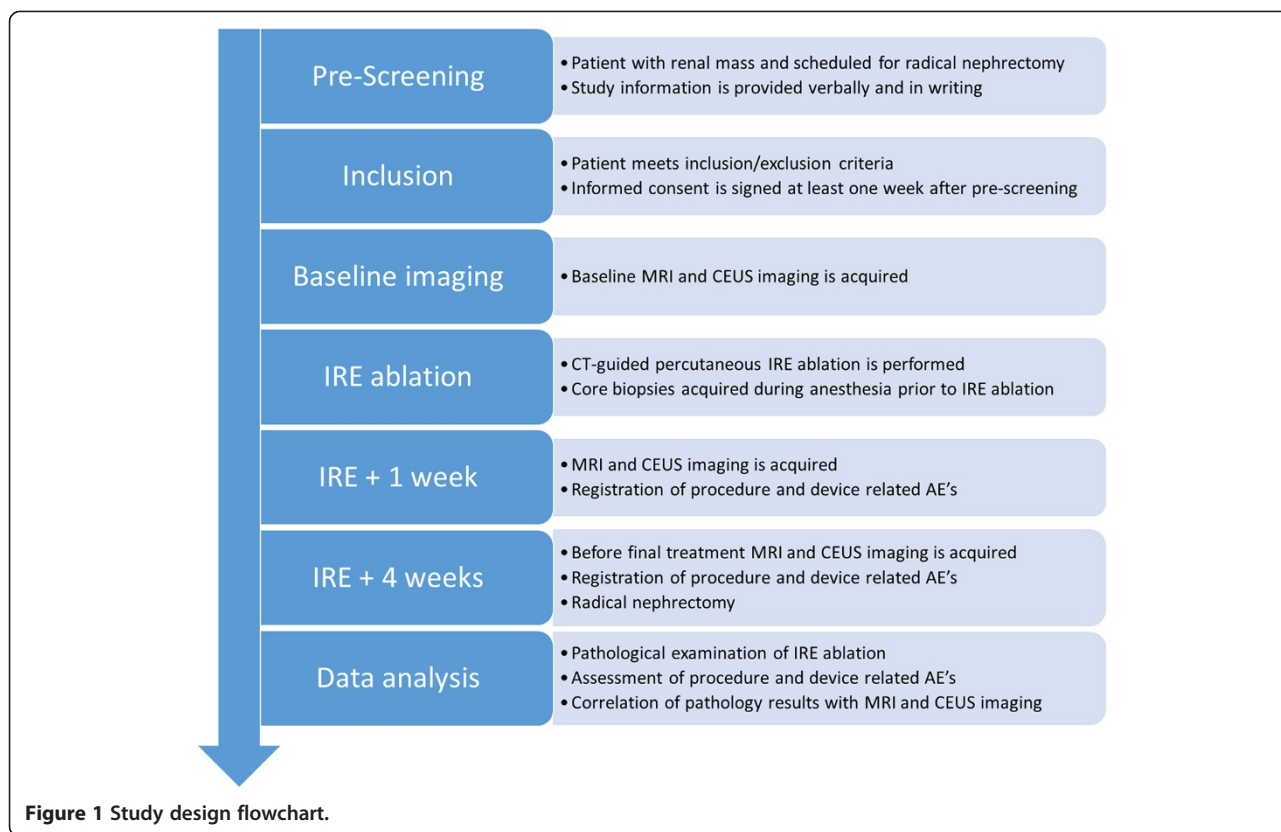 Pre-Screening
• Patient with renal mass and scheduled for radical nephrectomy
• Study information is provided verbally and in writing
Inclusion
• Patient meets inclusion/exclusion criteria
• Informed consent is signed at least one week after pre-screening
Baseline imaging
• Baseline MRI and CEUS imaging is acquired
IRE ablation
• CT-guided percutaneous IRE ablation is performed
• Core biopsies acquired during anesthesia prior to IRE ablation
IRE + 1 week
• MRI and CEUS imaging is acquired
• Registration of procedure and device related AE's
IRE + 4 weeks
• Before final treatment MRI and CEUS imaging is acquired
• Registration of procedure and device related AE's
• Radical nephrectomy
Data analysis
• Pathological examination of IRE ablation
• Assessment of procedure and device related AE's
• Correlation of pathology results with MRI and CEUS imaging
Figure 1 Study design flowchart.